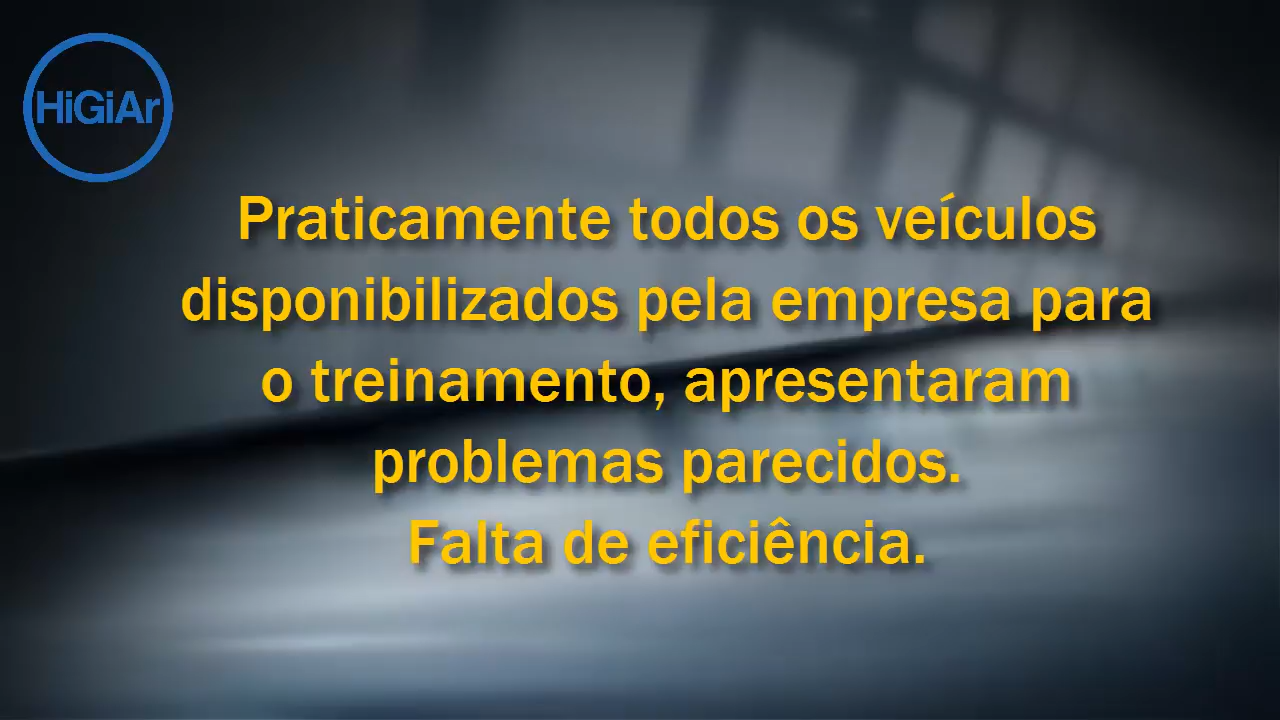 HiGiAr
Praticamente todos os veículos
disponibilizados pela empresa para
o treinamento, apresentaram
problemas parecidos.
Falta de eficiência.